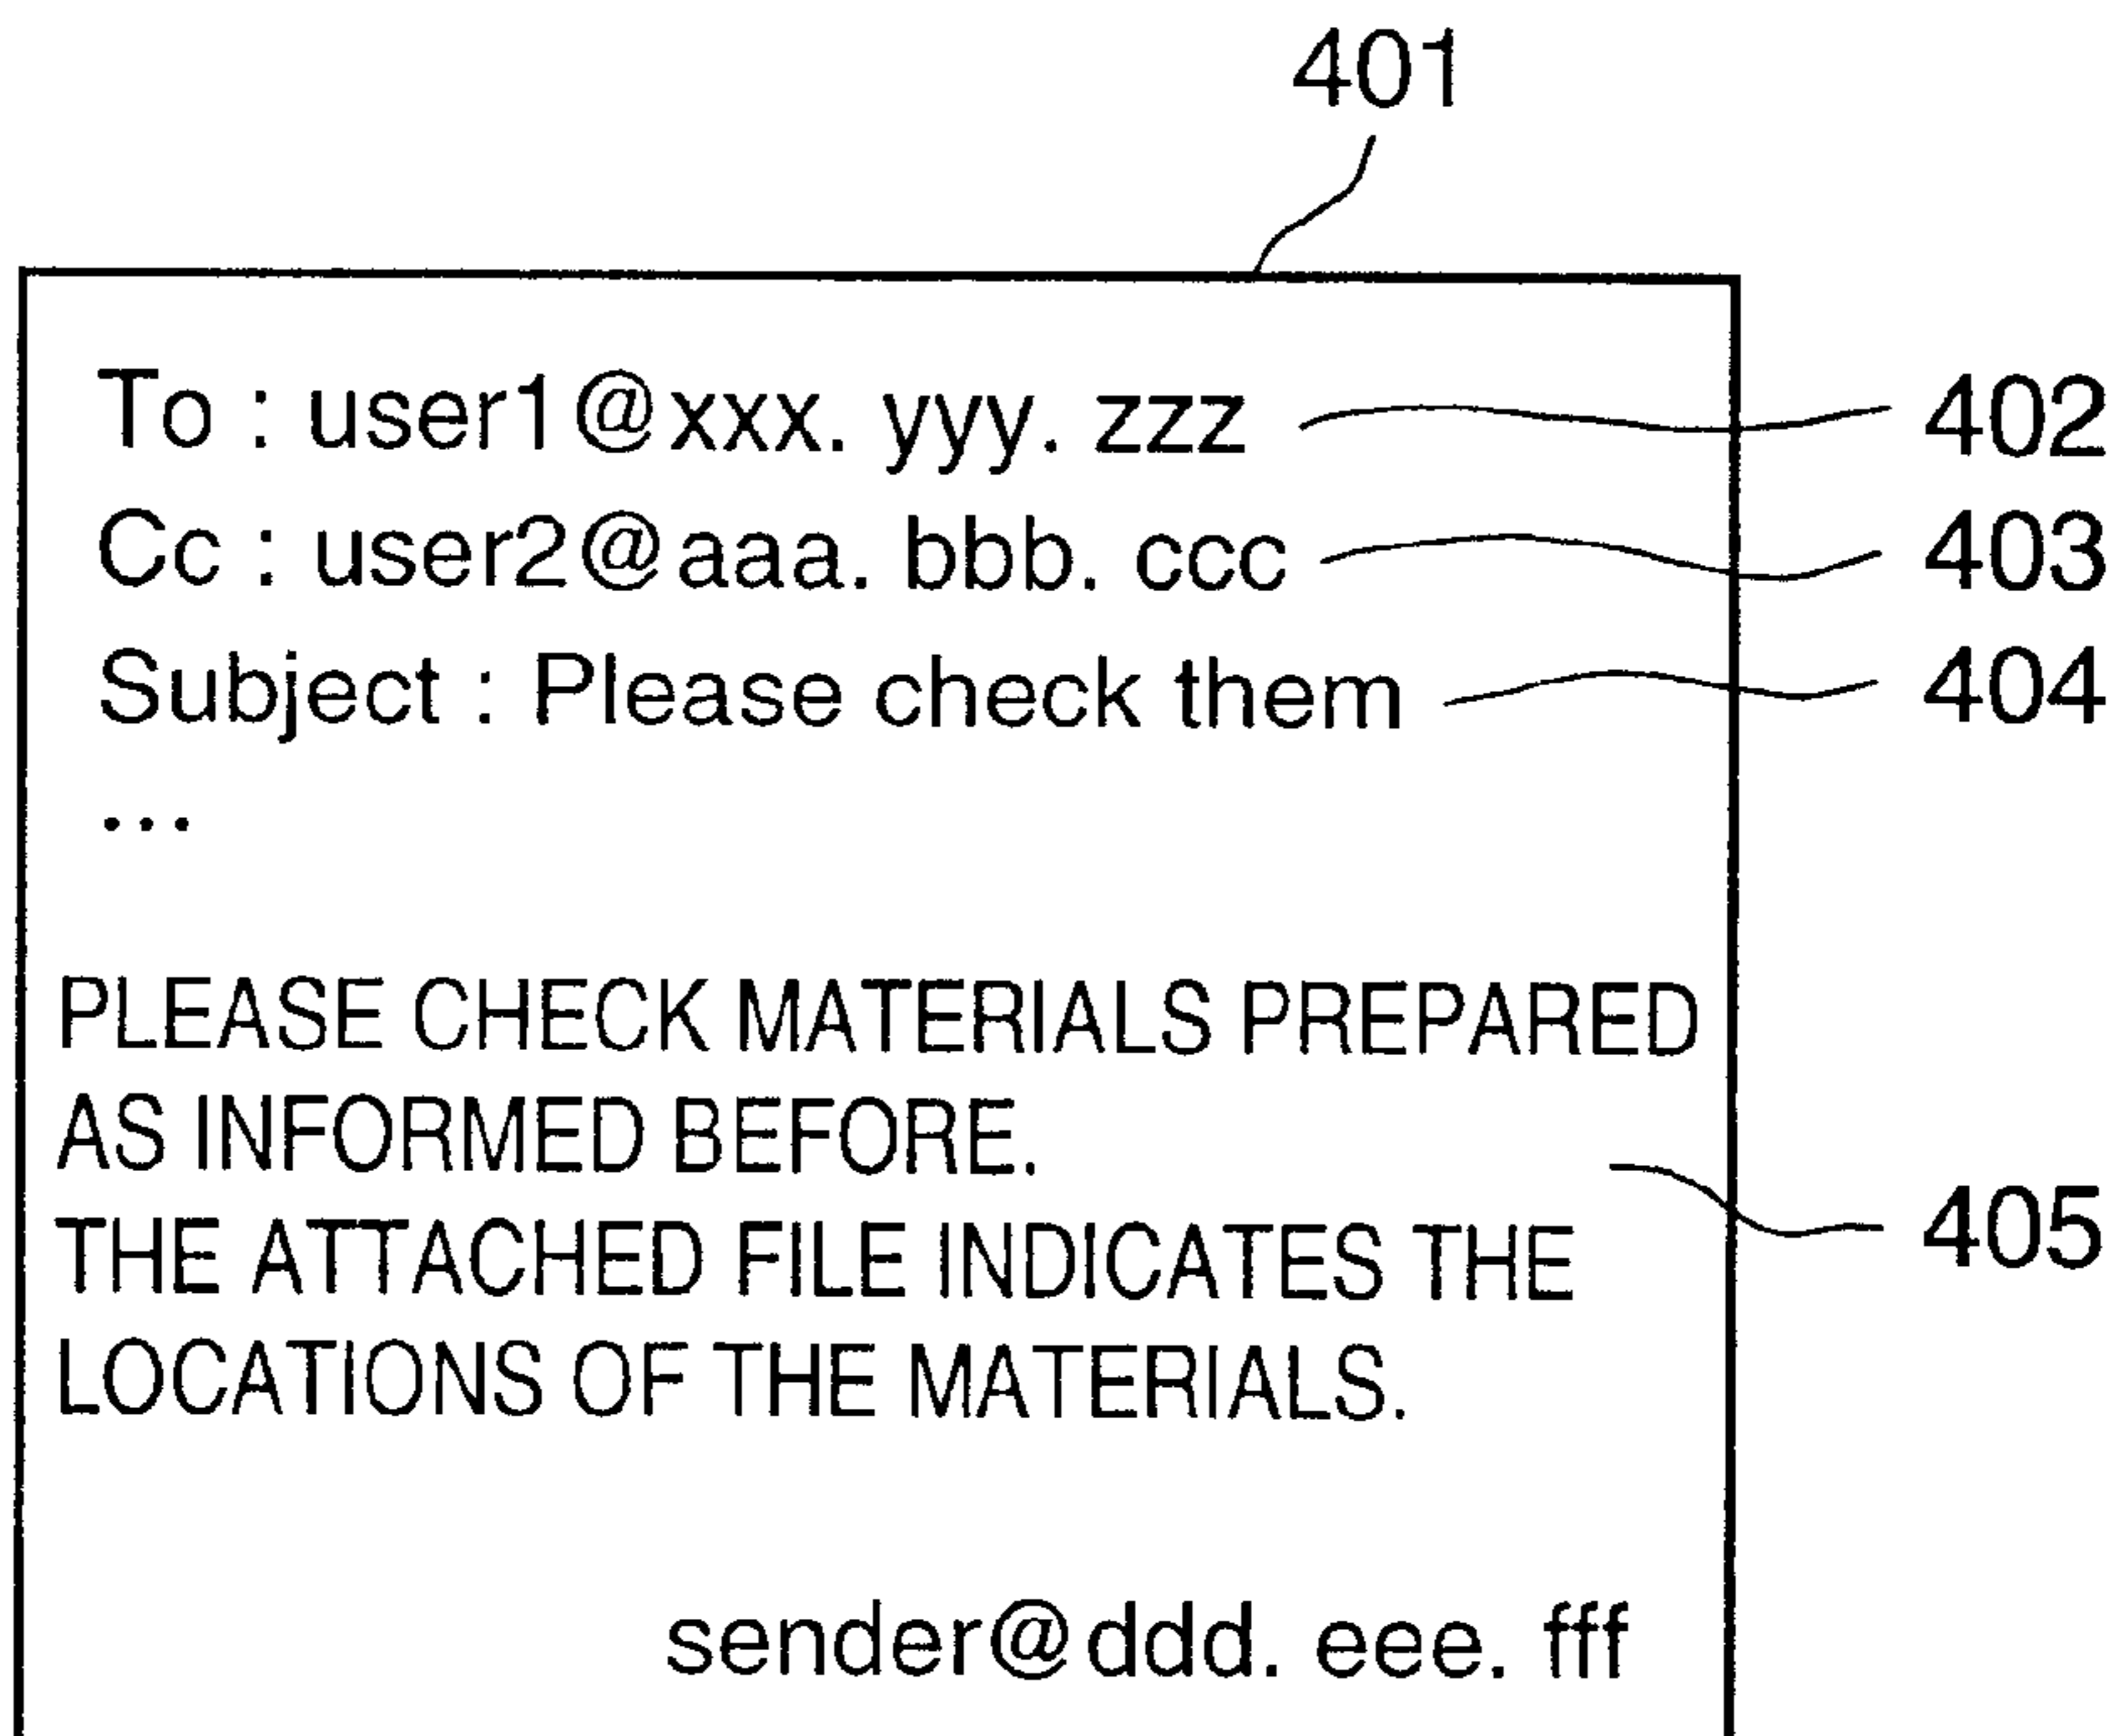 401
To : user1@xxx. yyy. zzz 402
Cc : user2@aaa. bbb. ccc 403
Subject : Please check them 404
...
PLEASE CHECK MATERIALS PREPARED
AS INFORMED BEFORE.
405
THE ATTACHED FILE INDICATES THE
LOCATIONS OF THE MATERIALS.
sender@ddd. eee. fff